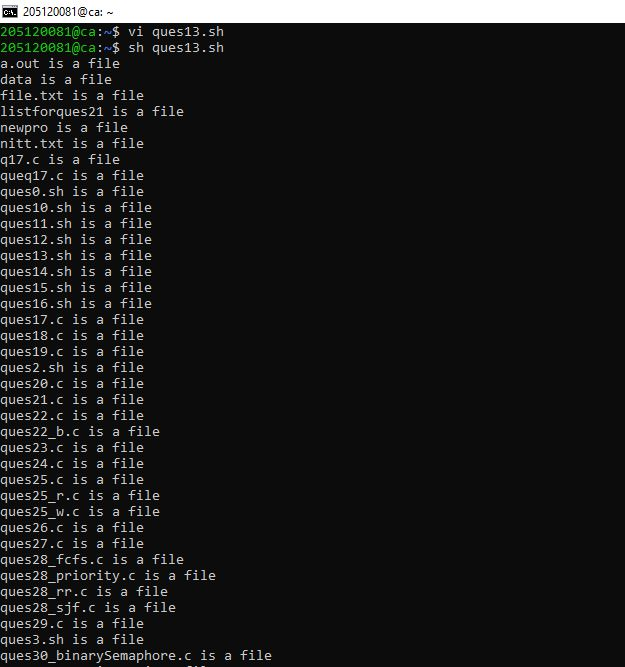 205120081@ca: ~
205120081@ca:~$ vi ques13.sh
205120081@ca:~$ sh ques13.sh
a.out is a file
data is a file
file.txt is a file
listforques21 is a file
newpro is a file
nitt.txt is a file
q17.c is a file
queq17.c is a file
ques0.sh is a file
ques10.sh is a file
ques11.sh is a file
ques12.sh is a file
ques13.sh is a file
ques14.sh is a file
ques15.sh is a file
ques16.sh is a file
ques17.c is a file
ques18.c is a file
ques19.c is a file
ques2.sh is a file
ques20.c is a file
ques21.c is a file
ques22.c is a file
ques22_b.c is a file
ques23.c is a file
ques24.c is a file
ques25.c is a file
ques25_r.c is a file
ques25_w.c is a file
ques26.c is a file
ques27.c is a file
ques28_fcfs.c is a file
ques28_priority.c is a file
ques28_rr.c is a file
ques28_sjf.c is a file
ques29.c is a file
ques3.sh is a file
ques30_binarySemaphore.c is a file